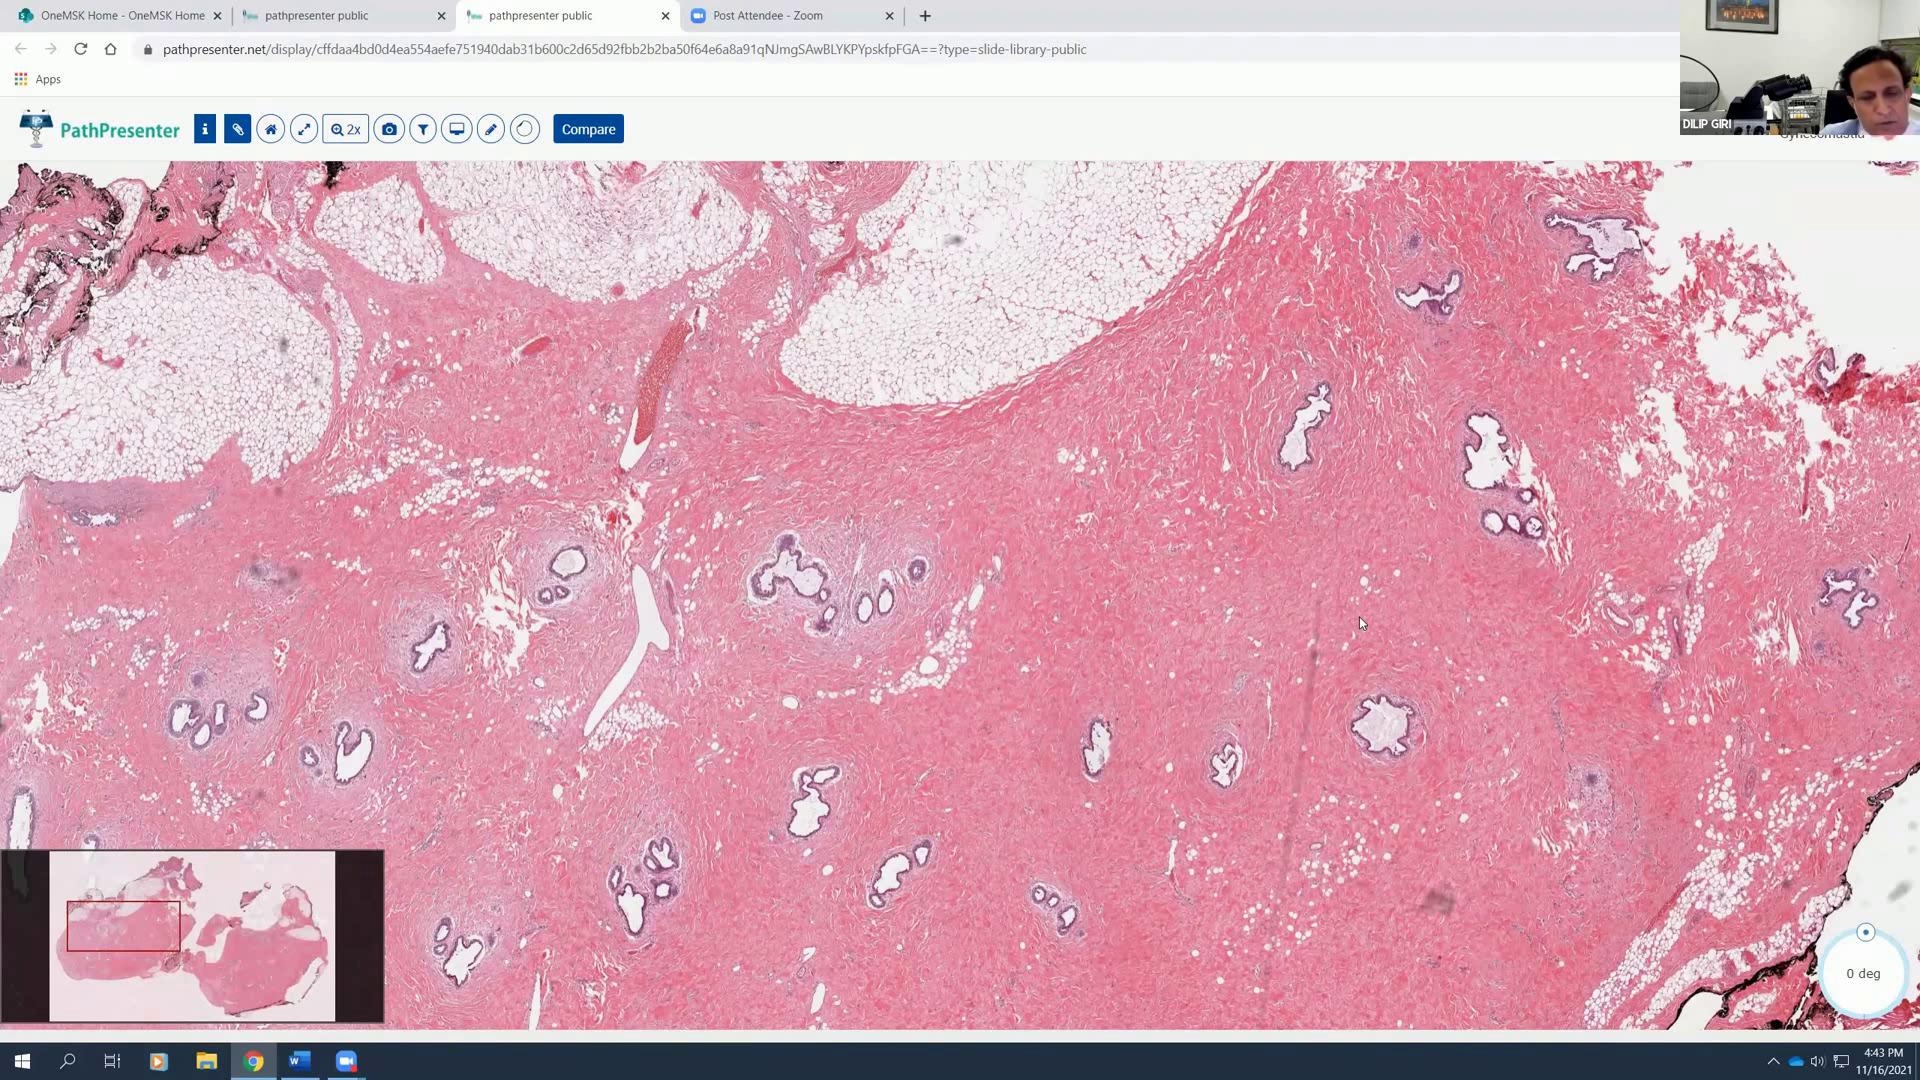 OneMSK Home - OneMSK Home
pathpresenter public
pathpresenter public
Post Attendee - Zoom
pathpresenter.net/display/cffdaa4bd0d4ea554aefe751940dab31b600c2d65d92fbb2b2ba50f64e6a8a91qNJmgSAwBLYKPYpskfpFGA==?type=slide-library-public
Apps
PathPresenter
2x
Compare
DILIP GIRI
Gynecomastia
0 deg
4:43 PM
11/16/2021